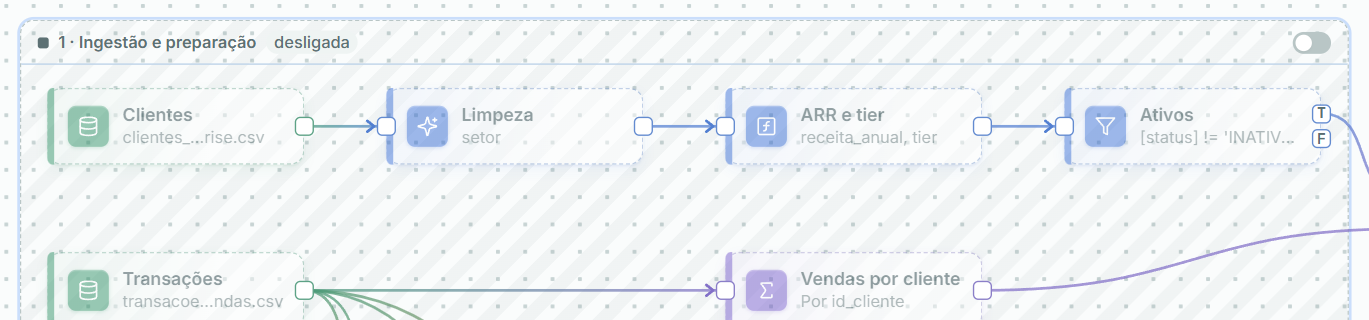 1 · Ingestão e preparação desligada
Clientes
clientes_...rise.csv
Limpeza
setor
ARR e tier
receita_anual, tier
Ativos
[status] != 'INATIV...
T
F
Transações
transacoe...ndas.csv
Vendas por cliente
Por id_cliente